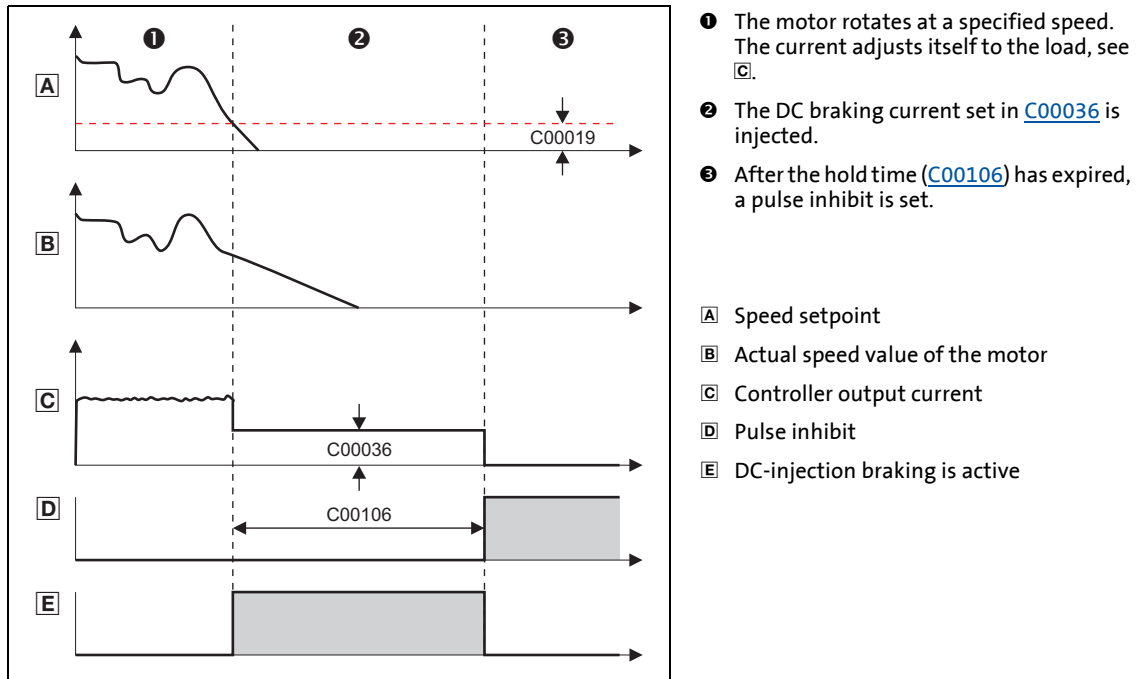 ❶ ❷ ❸
A
C00019
B
C
C00036
D
C00106
E
❶ The motor rotates at a specified speed.
The current adjusts itself to the load, see
C.
❷ The DC braking current set in C00036 is
injected.
❸ After the hold time (C00106) has expired,
a pulse inhibit is set.
A Speed setpoint
B Actual speed value of the motor
C Controller output current
D Pulse inhibit
E DC-injection braking is active